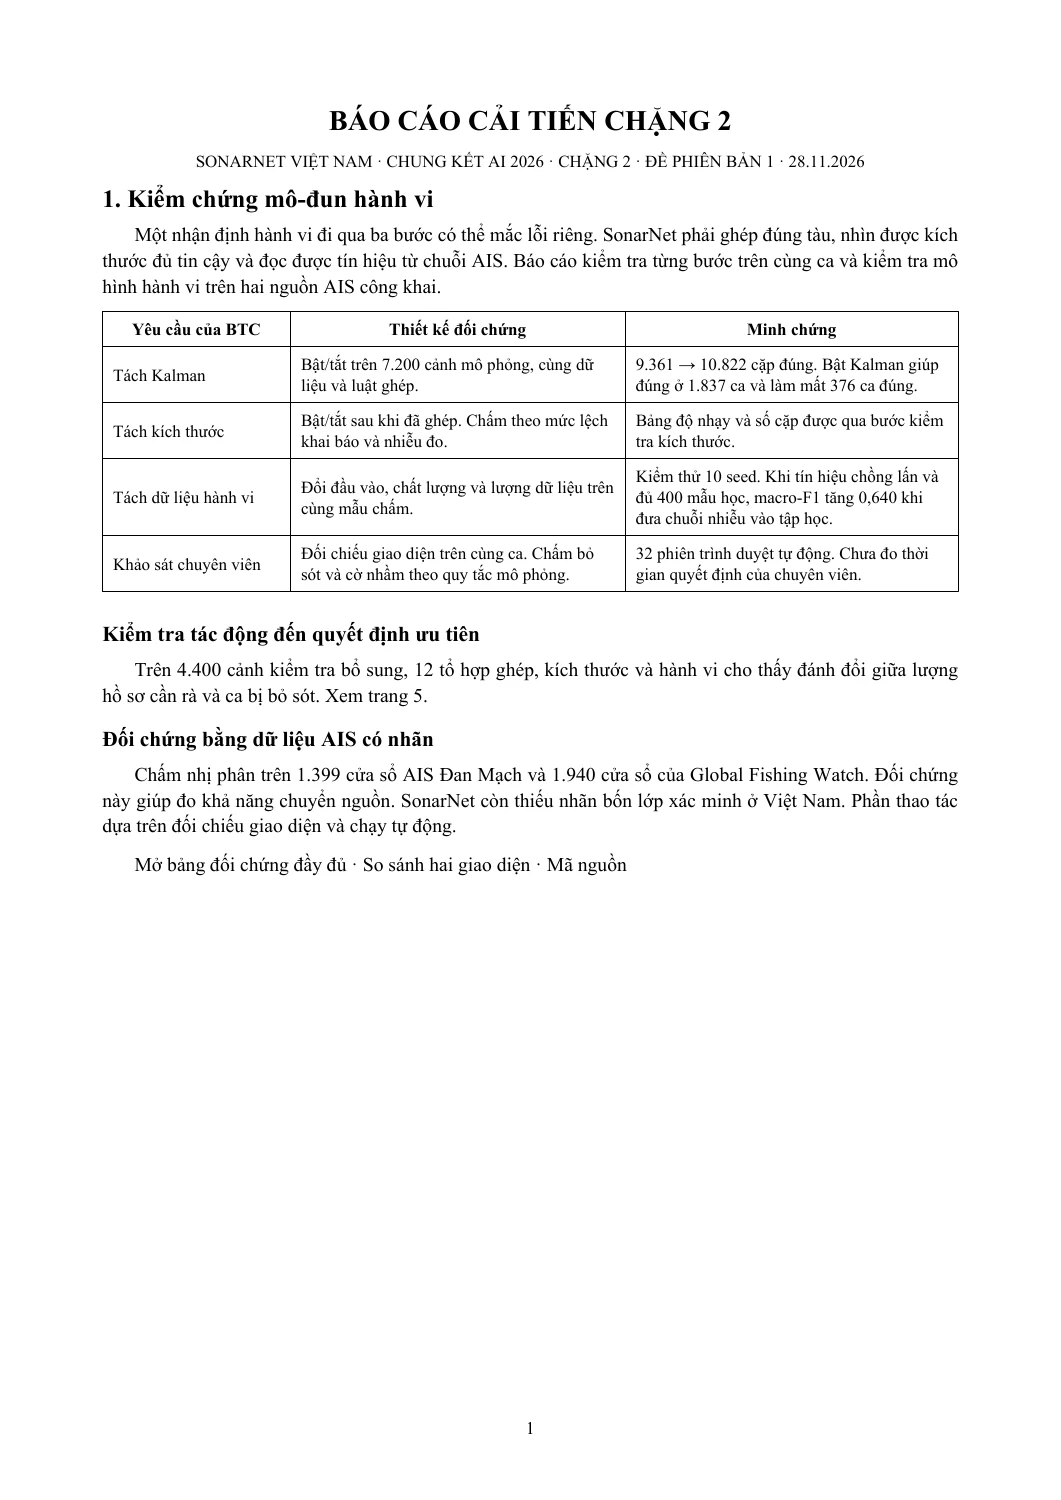 BÁO CÁO CẢI TIẾN CHẶNG 2
SONARNET VIỆT NAM · CHUNG KẾT AI 2026 · CHẶNG 2 · ĐỀ PHIÊN BẢN 1 · 28.11.2026
1. Kiểm chứng mô-đun hành vi
Một nhận định hành vi đi qua ba bước có thể mắc lỗi riêng. SonarNet phải ghép đúng tàu, nhìn được kích
thước đủ tin cậy và đọc được tín hiệu từ chuỗi AIS. Báo cáo kiểm tra từng bước trên cùng ca và kiểm tra mô
hình hành vi trên hai nguồn AIS công khai.
Yêu cầu của BTC
Thiết kế đối chứng
Minh chứng
Tách Kalman
Bật/tắt trên 7.200 cảnh mô phỏng, cùng dữ
liệu và luật ghép.
9.361 → 10.822 cặp đúng. Bật Kalman giúp
đúng ở 1.837 ca và làm mất 376 ca đúng.
Tách kích thước
Bật/tắt sau khi đã ghép. Chấm theo mức lệch
khai báo và nhiễu đo.
Bảng độ nhạy và số cặp được qua bước kiểm
tra kích thước.
Tách dữ liệu hành vi
Đổi đầu vào, chất lượng và lượng dữ liệu trên
cùng mẫu chấm.
Kiểm thử 10 seed. Khi tín hiệu chồng lấn và
đủ 400 mẫu học, macro-F1 tăng 0,640 khi
đưa chuỗi nhiễu vào tập học.
Khảo sát chuyên viên
Đối chiếu giao diện trên cùng ca. Chấm bỏ
sót và cờ nhầm theo quy tắc mô phỏng.
32 phiên trình duyệt tự động. Chưa đo thời
gian quyết định của chuyên viên.
Kiểm tra tác động đến quyết định ưu tiên
Trên 4.400 cảnh kiểm tra bổ sung, 12 tổ hợp ghép, kích thước và hành vi cho thấy đánh đổi giữa lượng
hồ sơ cần rà và ca bị bỏ sót. Xem trang 5.
Đối chứng bằng dữ liệu AIS có nhãn
Chấm nhị phân trên 1.399 cửa sổ AIS Đan Mạch và 1.940 cửa sổ của Global Fishing Watch. Đối chứng
này giúp đo khả năng chuyển nguồn. SonarNet còn thiếu nhãn bốn lớp xác minh ở Việt Nam. Phần thao tác
dựa trên đối chiếu giao diện và chạy tự động.
Mở bảng đối chứng đầy đủ · So sánh hai giao diện · Mã nguồn
1